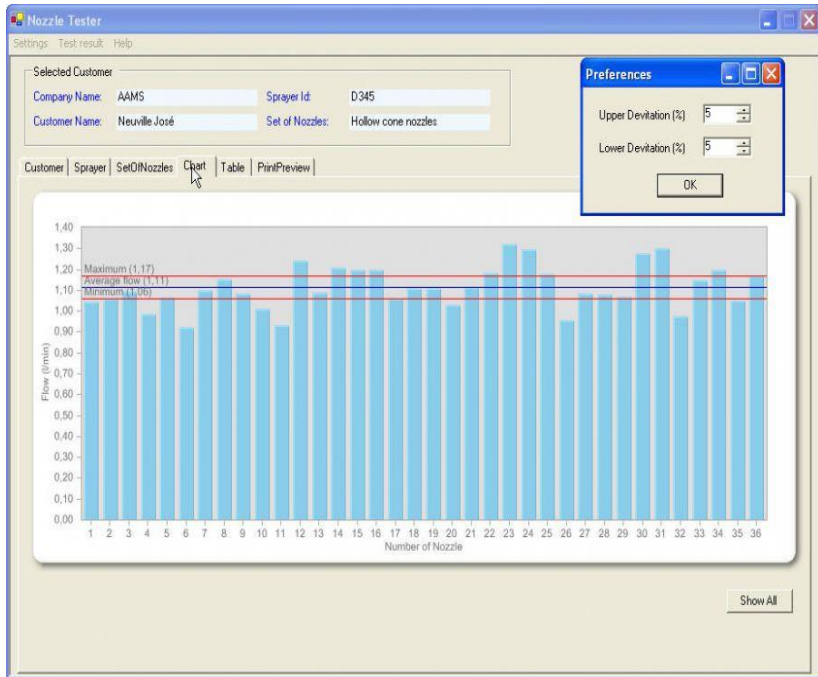 Nozzle Tester
Settings Test result Help
Selected Customer
Company Name: AAMS Sprayer Id: D345
Customer Name: Neuville José Set of Nozzles: Hollow cone nozzles
Preferences
Upper Devitation (%) 5
Lower Devitation (%) 5
OK
Customer Sprayer SetOfNozzles Chart Table PrintPreview
1,40
1,30
1,20
1,10
1,00
0,90
0,80
0,70
0,60
0,50
0,40
0,30
0,20
0,10
0,00
Flow (l/min)
Maximum (1,17)
Average flow (1,11)
Minimum (1,06)
1 2 3 4 5 6 7 8 9 10 11 12 13 14 15 16 17 18 19 20 21 22 23 24 25 26 27 28 29 30 31 32 33 34 35 36
Number of Nozzle
Show All